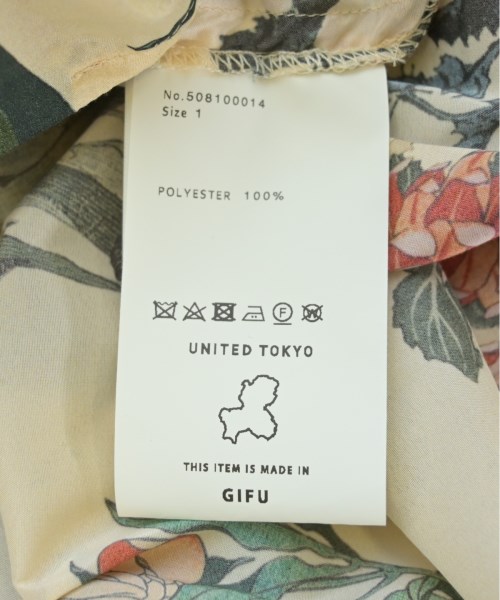 No.508100014
Size 1
POLYESTER 100%
F W
UNITED TOKYO
THIS ITEM IS MADE IN
GIFU